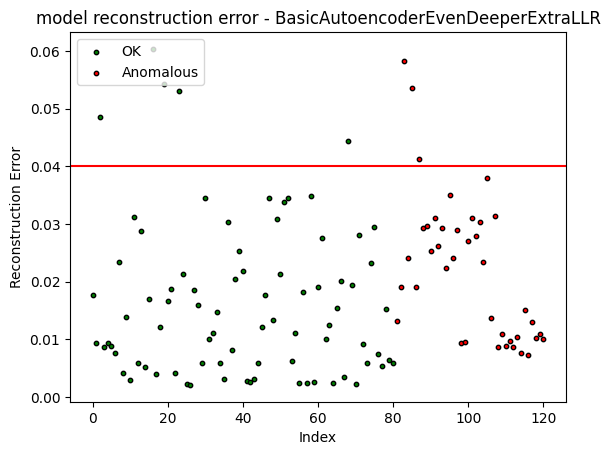 model reconstruction error - BasicAutoencoderEvenDeeperExtraLLR
OK
Anomalous
Reconstruction Error
0.06
0.05
0.04
0.03
0.02
0.01
0.00
0
20
40
60
80
100
120
Index